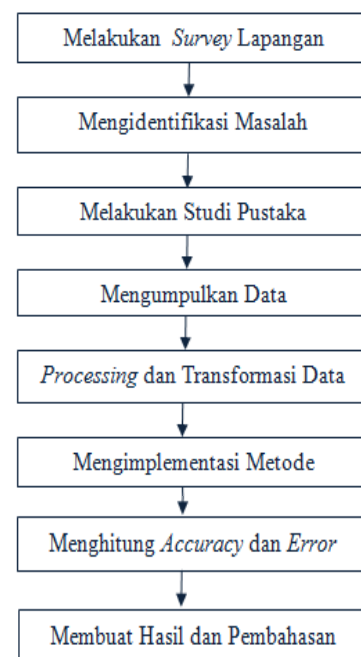 Melakukan Survey Lapangan
Mengidentifikasi Masalah
Melakukan Studi Pustaka
Mengumpulkan Data
Processing dan Transformasi Data
Mengimplementasi Metode
Menghitung Accuracy dan Error
Membuat Hasil dan Pembahasan